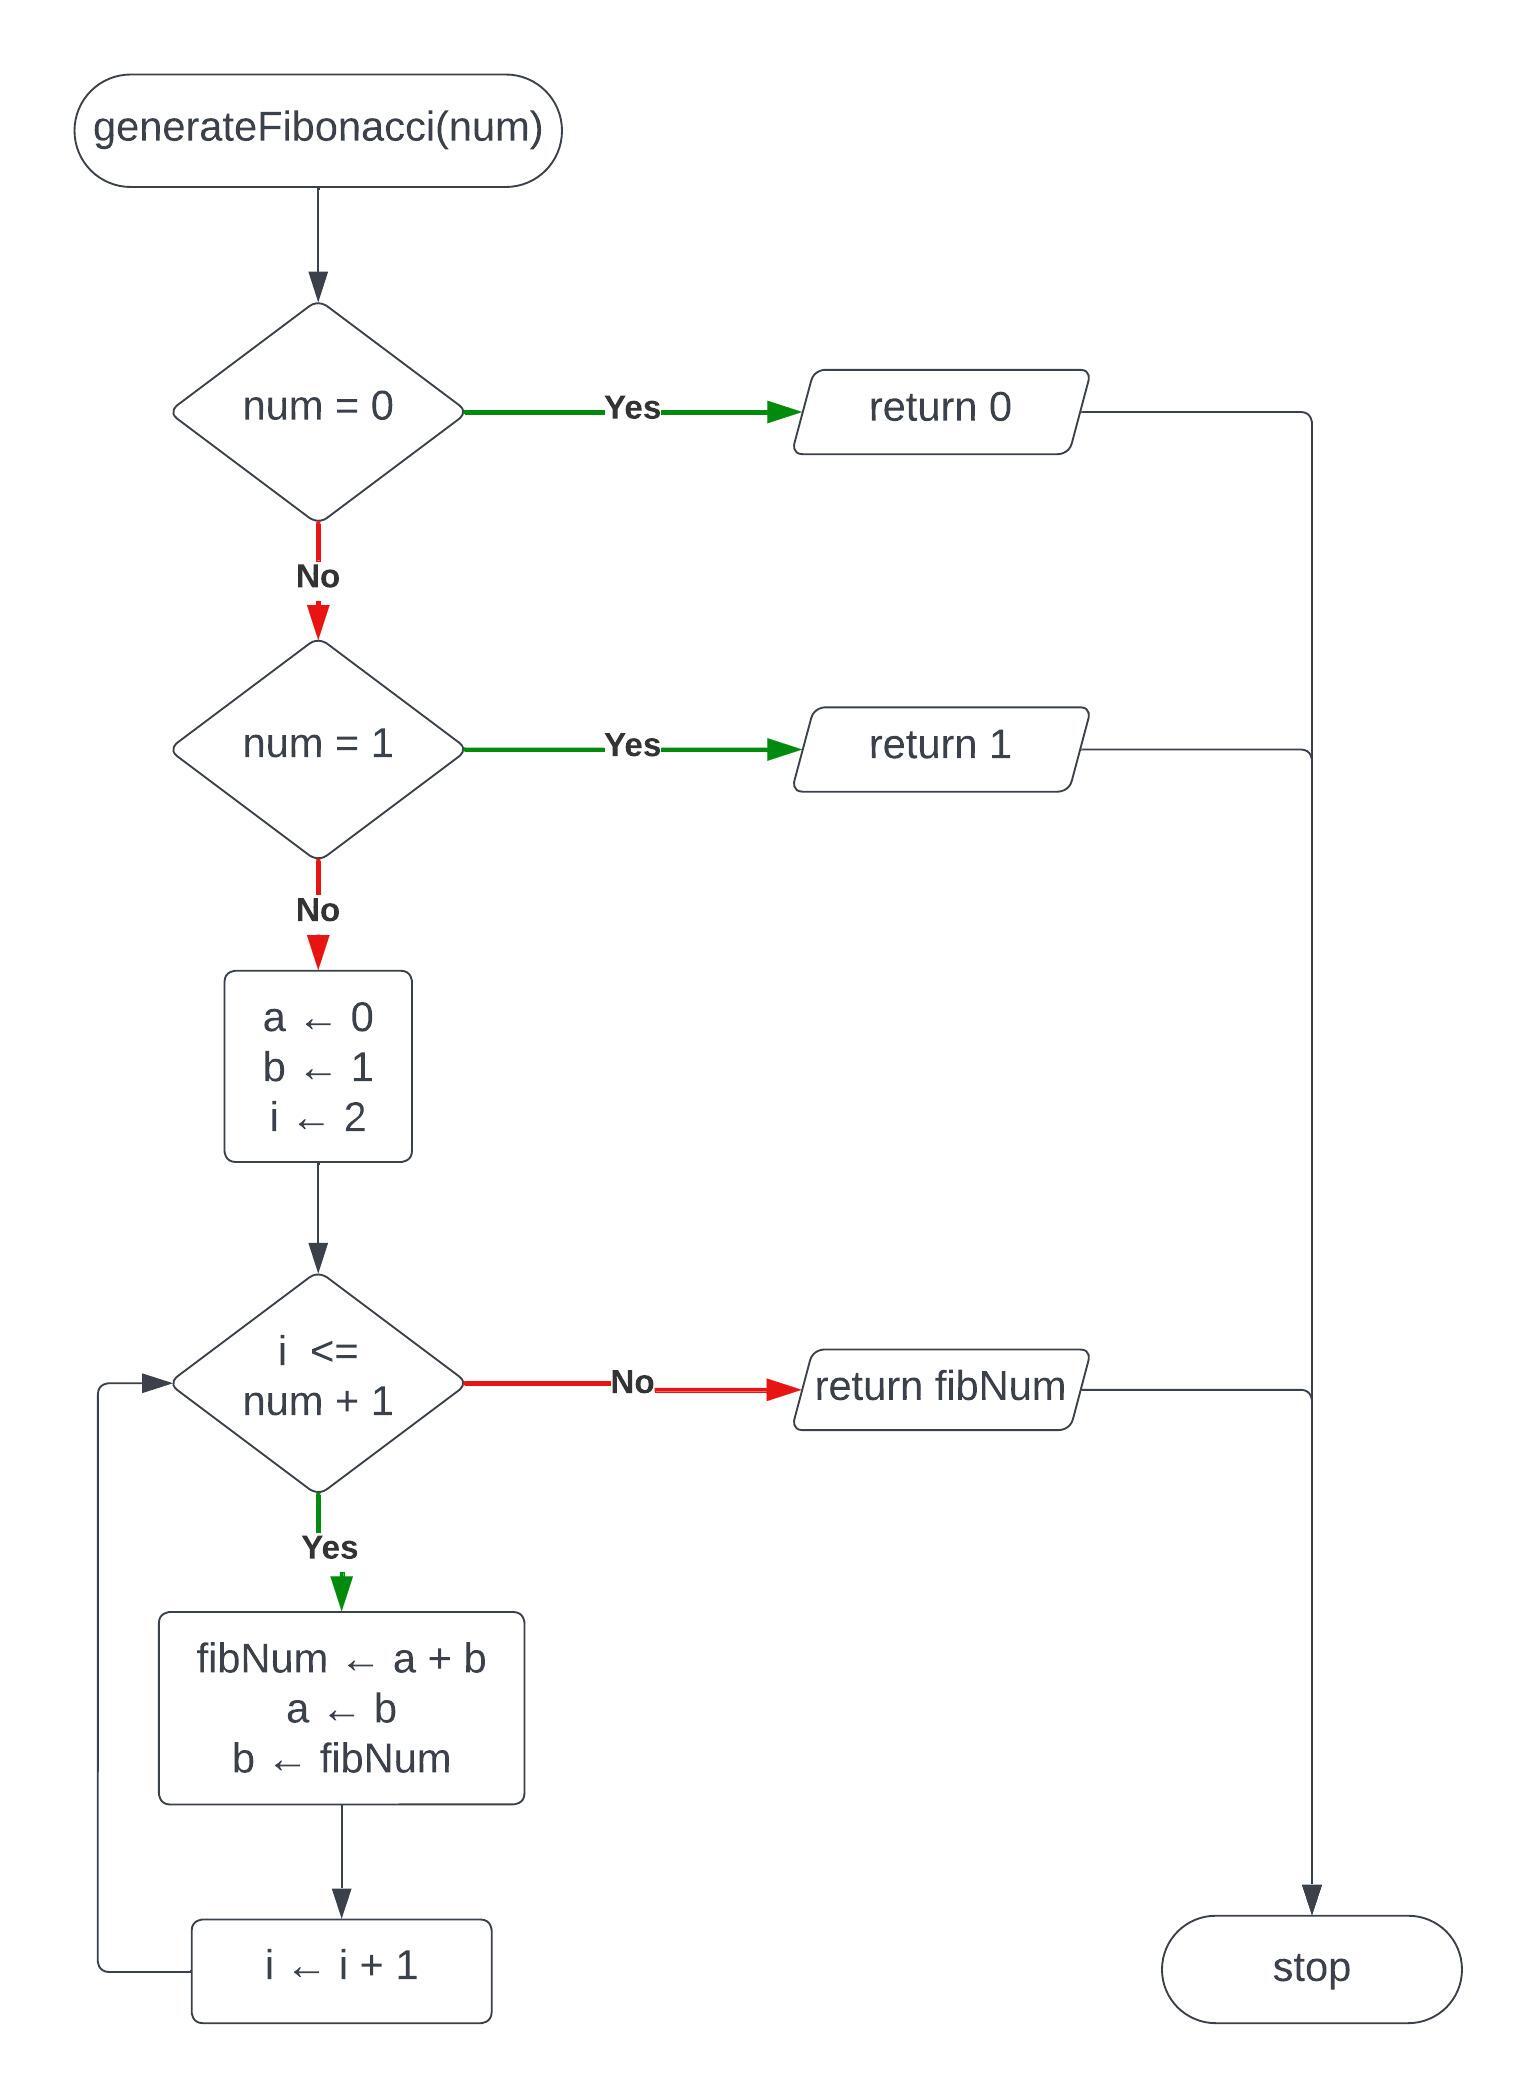 generateFibonacci(num)
num = 0
Yes
return 0
No
num = 1
Yes
return 1
No
a ← 0
b ← 1
i ← 2
i  <=
num + 1
No
return fibNum
Yes
fibNum ← a + b
a ← b
b ← fibNum
i ← i + 1
stop